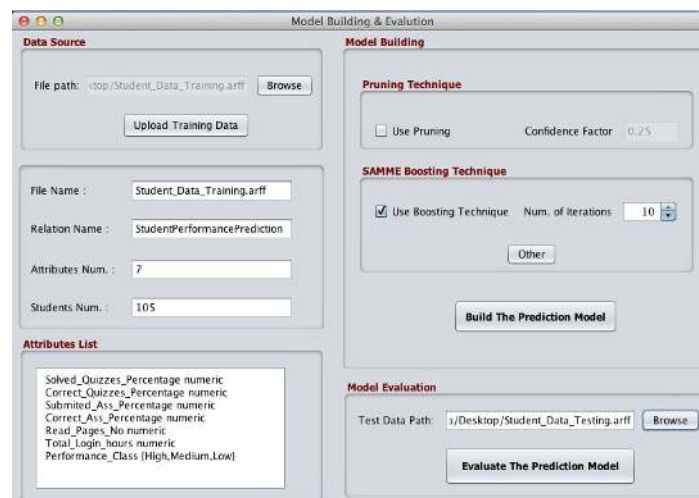 Model Building & Evalution
Data Source
File path: ktop/Student_Data_Training.arff Browse
Upload Training Data
File Name : Student_Data_Training.arff
Relation Name : StudentPerformancePrediction
Attributes Num. : 7
Students Num. : 105
Attributes List
Solved_Quizzes_Percentage numeric
Correct_Quizzes_Percentage numeric
Submited_Ass_Percentage numeric
Correct_Ass_Percentage numeric
Read_Pages_No numeric
Total_Login_hours numeric
Performance_Class {High,Medium,Low}
Model Building
Pruning Technique
Use Pruning Confidence Factor 0.25
SAMME Boosting Technique
Use Boosting Technique Num. of Iterations 10
Other
Build The Prediction Model
Model Evaluation
Test Data Path: /Desktop/Student_Data_Testing.arff Browse
Evaluate The Prediction Model